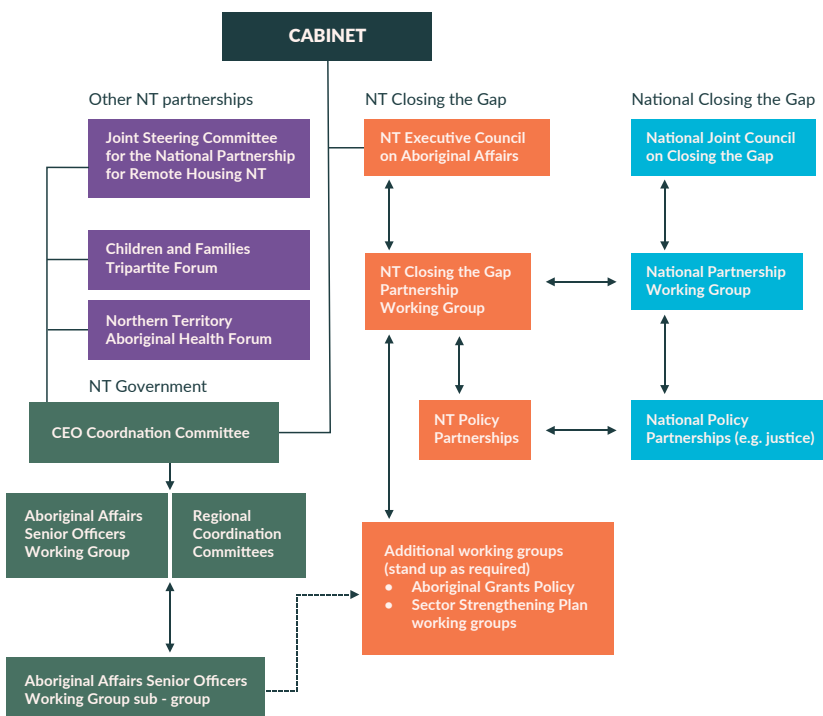 CABINET
Other NT partnerships
Joint Steering Committee
for the National Partnership
for Remote Housing NT
Children and Families
Tripartite Forum
Northern Territory
Aboriginal Health Forum
NT Government
CEO Coordnation Committee
Aboriginal Affairs
Senior Officers
Working Group
Regional
Coordination
Committees
Aboriginal Affairs Senior Officers
Working Group sub - group
NT Closing the Gap
NT Executive Council
on Aboriginal Affairs
NT Closing the Gap
Partnership
Working Group
NT Policy
Partnerships
Additional working groups
(stand up as required)
• Aboriginal Grants Policy
• Sector Strengthening Plan
working groups
National Closing the Gap
National Joint Council
on Closing the Gap
National Partnership
Working Group
National Policy
Partnerships (e.g. justice)